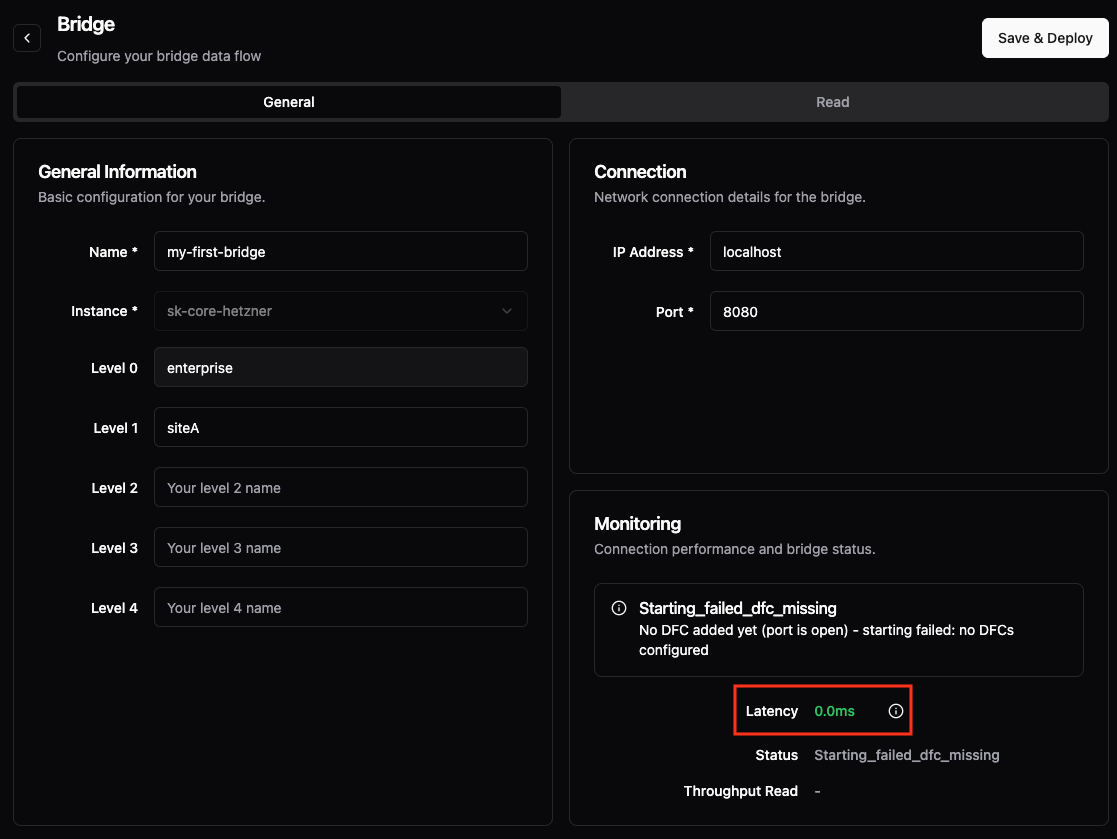 Bridge
Configure your bridge data flow
Save & Deploy
General
Read
General Information
Basic configuration for your bridge.
Name *
my-first-bridge
Instance *
sk-core-hetzner
Level 0
enterprise
Level 1
siteA
Level 2
Your level 2 name
Level 3
Your level 3 name
Level 4
Your level 4 name
Connection
Network connection details for the bridge.
IP Address *
localhost
Port *
8080
Monitoring
Connection performance and bridge status.
Starting_failed_dfc_missing
No DFC added yet (port is open) - starting failed: no DFCs
configured
Latency
0.0ms
Status
Starting_failed_dfc_missing
Throughput Read
-